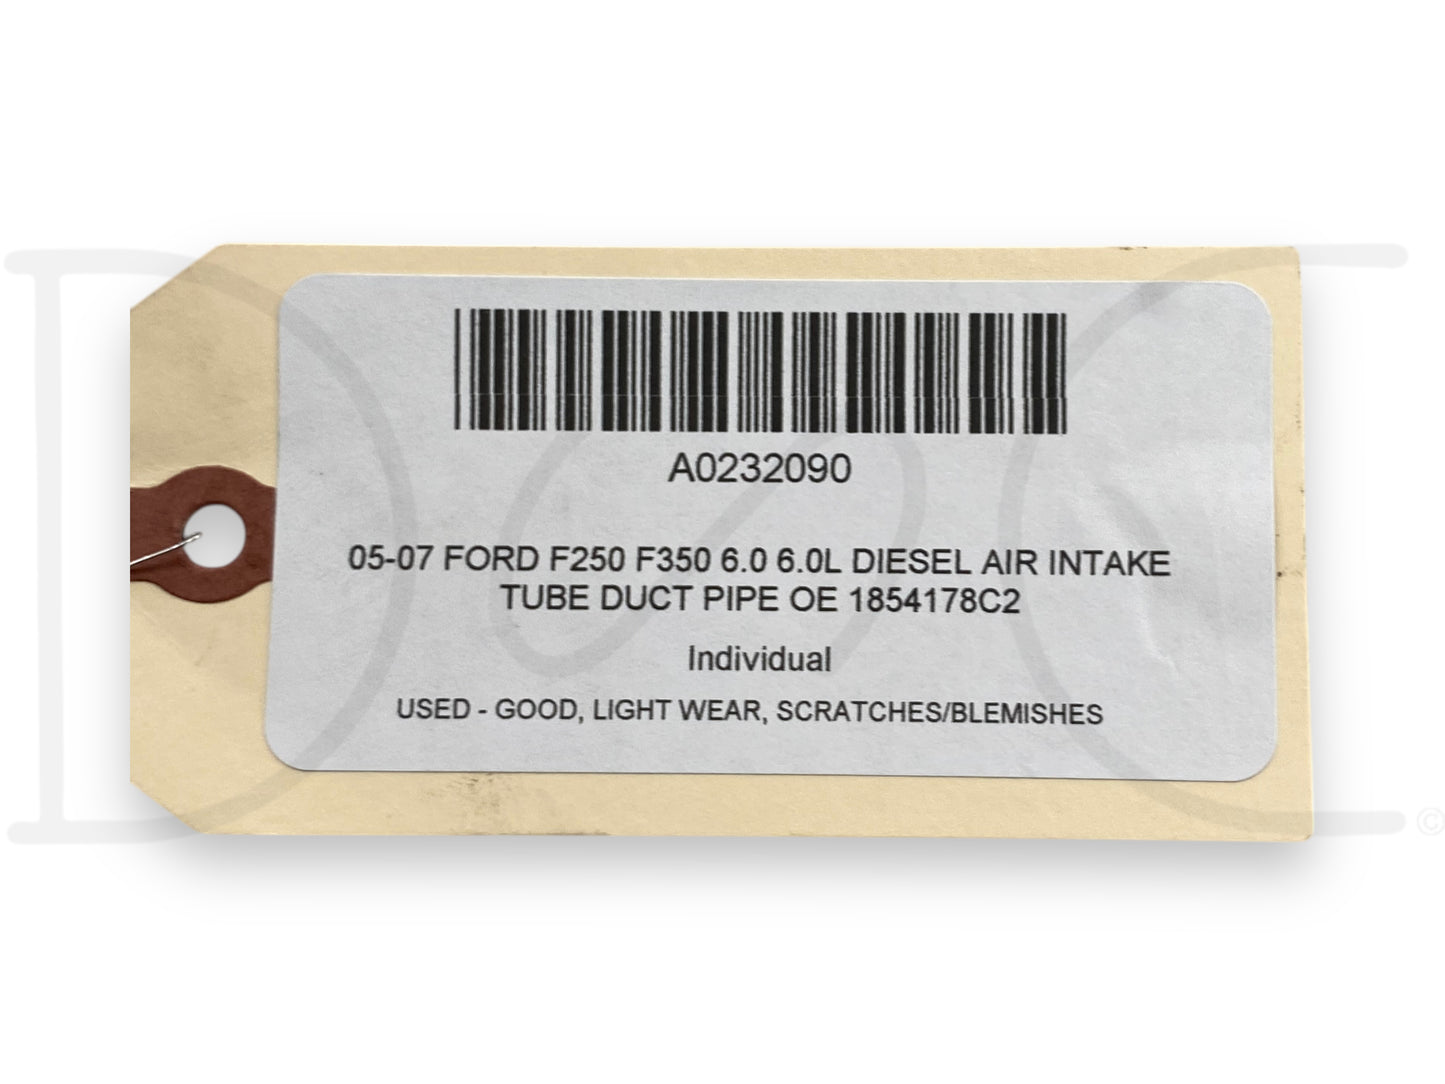 A0232090
05-07 FORD F250 F350 6.0 6.0L DIESEL AIR INTAKE
TUBE DUCT PIPE OE 1854178C2
Individual
USED - GOOD, LIGHT WEAR, SCRATCHES/BLEMISHES
©